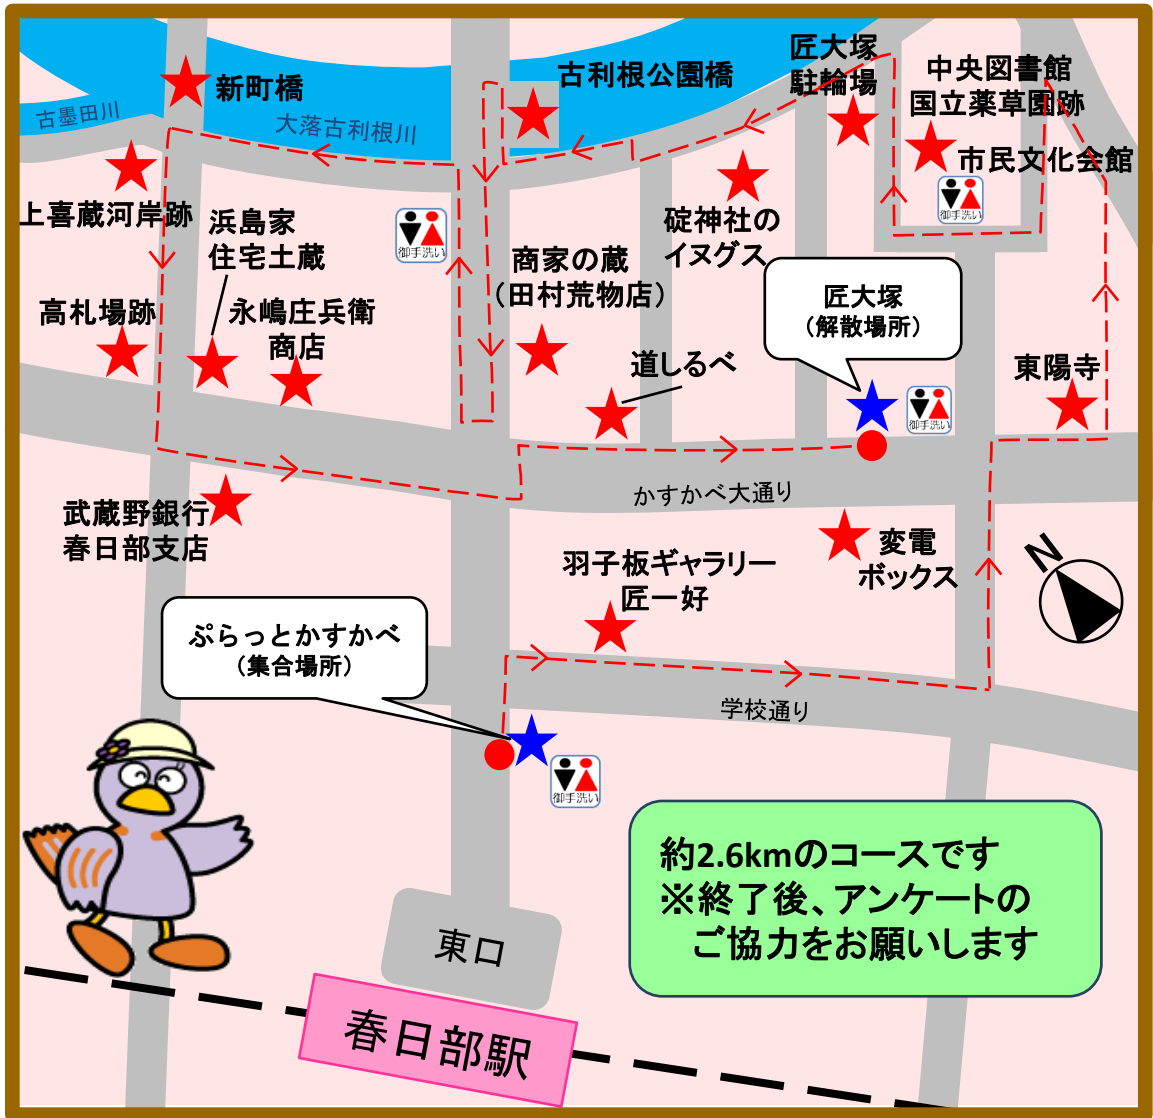 匠大塚
駐輪場
中央図書館
国立薬草園跡
市民文化会館
新町橋
古利根公園橋
古墨田川
大落古利根川
上喜蔵河岸跡
浜島家
住宅土蔵
御手洗い
碇神社の
イヌグス
御手洗い
商家の蔵
（田村荒物店）
匠大塚
（解散場所）
高札場跡
永嶋庄兵衛
商店
道しるべ
東陽寺
御手洗い
かすかべ大通り
武蔵野銀行
春日部支店
変電
ボックス
羽子板ギャラリー
匠一好
N
ぷらっとかすかべ
（集合場所）
学校通り
御手洗い
約2.6kmのコースです
※終了後、アンケートの
ご協力をお願いします
東口
春日部駅